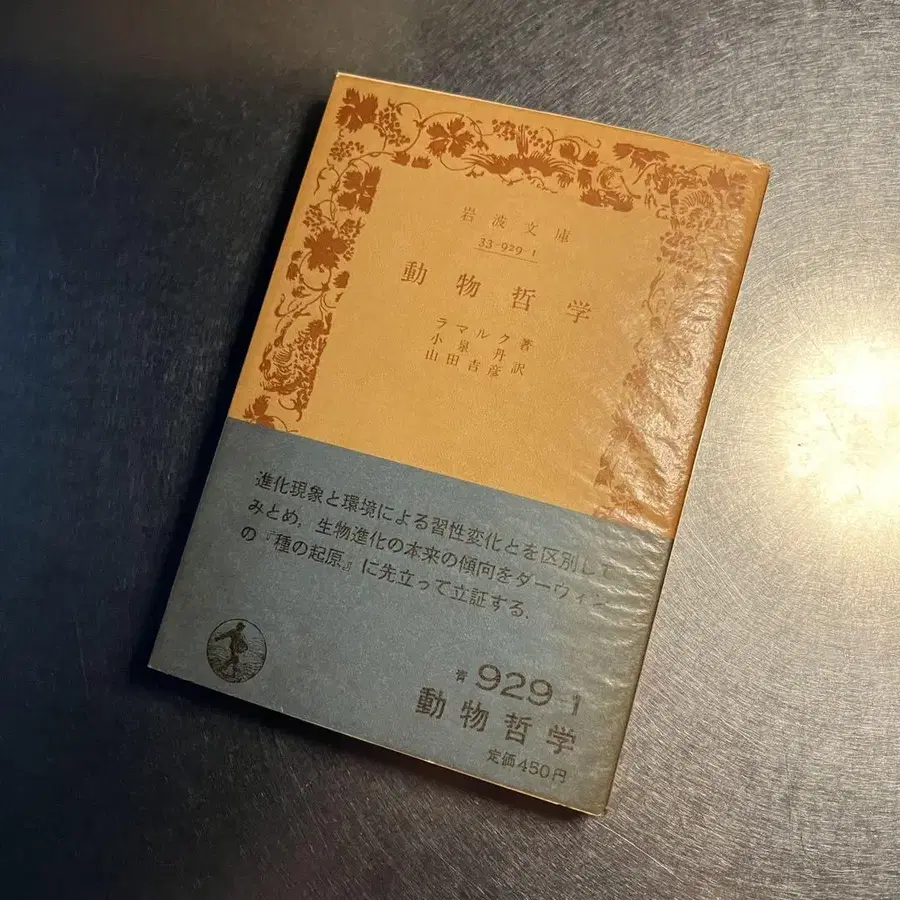 岩波文庫
33-929-1
動物哲学
ラマルク著
小泉丹
山田吉彦訳
進化現象と環境による習性変化とを区別して
みとめ，生物進化の本来の傾向をダーウィン
の『種の起原』に先立って立証する．
青 929-1
動物哲学
定価450円